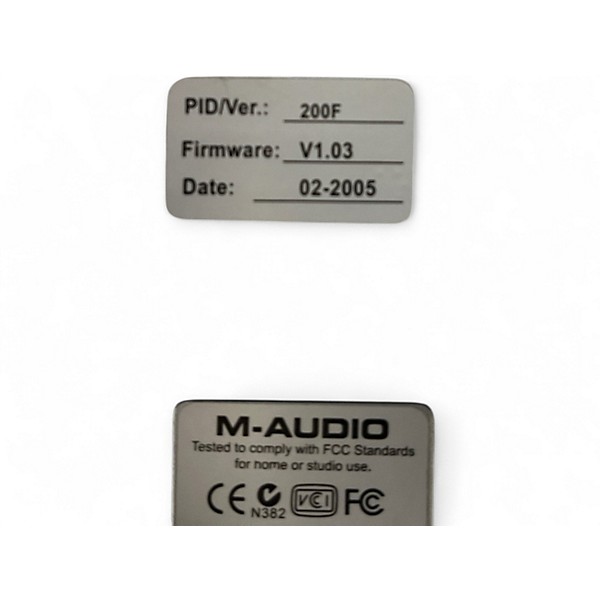 PID/Ver.: 200F
Firmware: V1.03
Date: 02-2005
M-AUDIO
Tested to comply with FCC Standards
for home or studio use.
CE N382 VCI FC